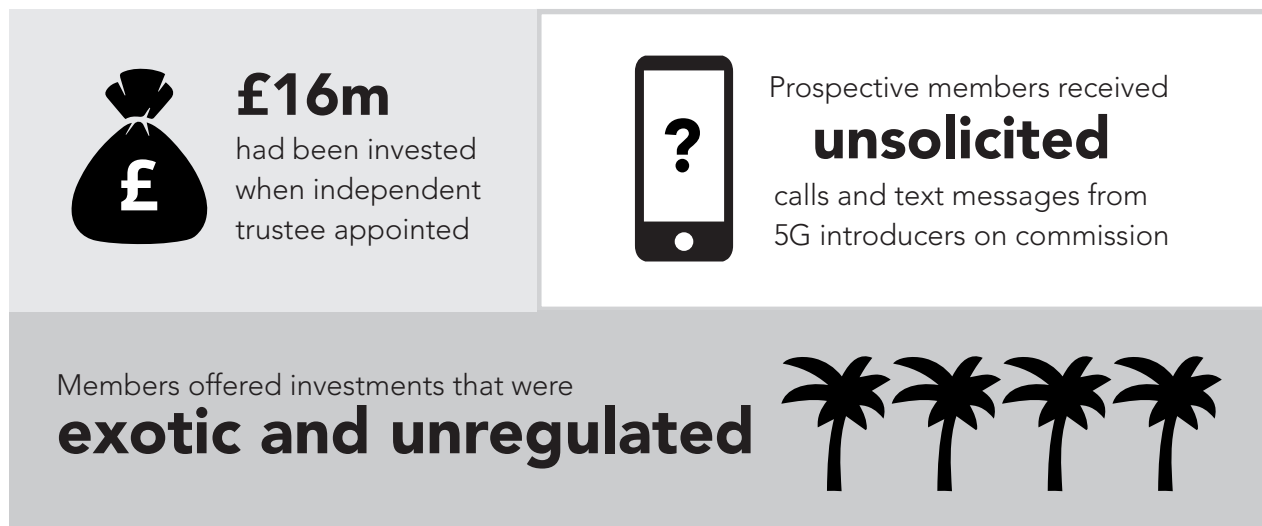 £
£16m
had been invested
when independent
trustee appointed
?
Prospective members received
unsolicited
calls and text messages from
5G introducers on commission
Members offered investments that were
exotic and unregulated